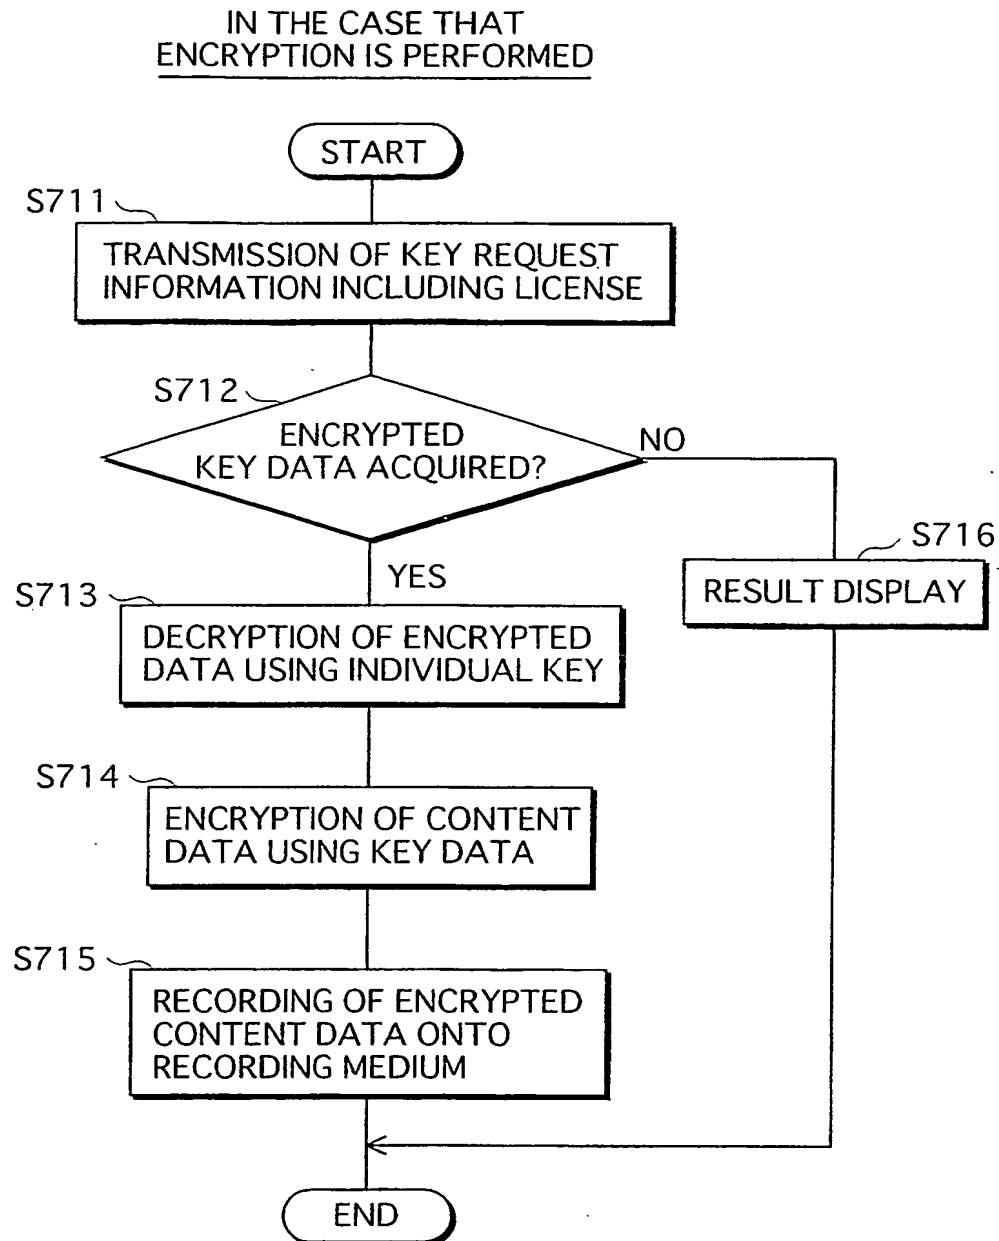 IN THE CASE THAT
ENCRYPTION IS PERFORMED
START
S711
TRANSMISSION OF KEY REQUEST
INFORMATION INCLUDING LICENSE
S712
ENCRYPTED
KEY DATA ACQUIRED?
NO
YES
S716
RESULT DISPLAY
S713
DECRYPTION OF ENCRYPTED
DATA USING INDIVIDUAL KEY
S714
ENCRYPTION OF CONTENT
DATA USING KEY DATA
S715
RECORDING OF ENCRYPTED
CONTENT DATA ONTO
RECORDING MEDIUM
END